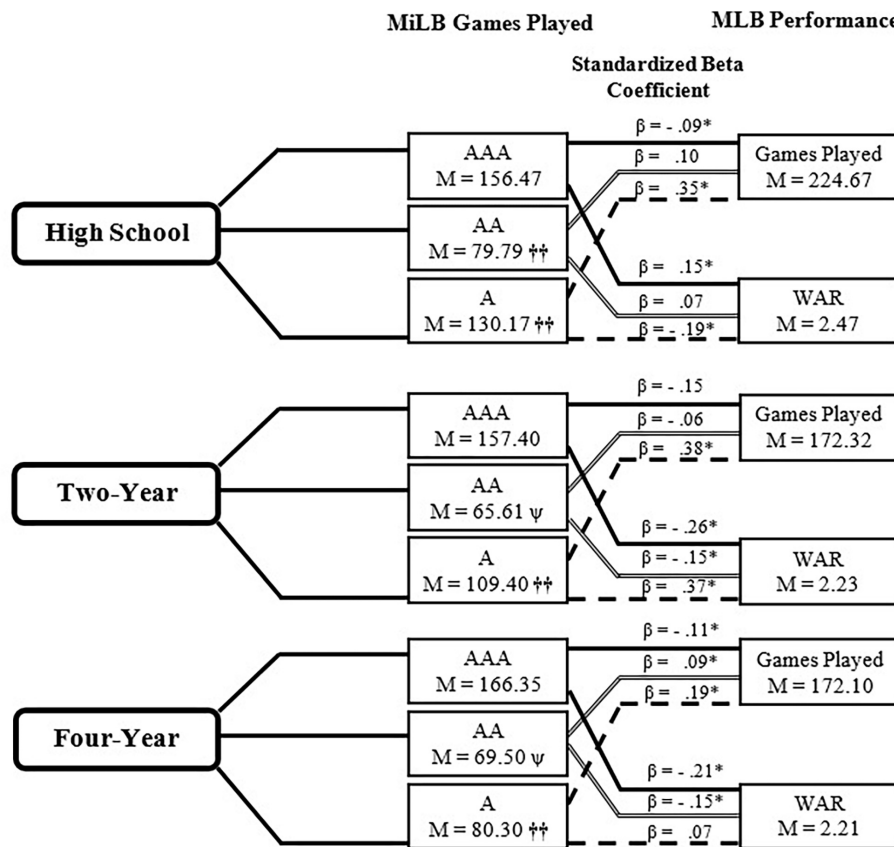 MiLB Games Played
MLB Performance
Standardized Beta
Coefficient
High School
AAA
M = 156.47
AA
M = 79.79 ††
A
M = 130.17 ††
β = - .09*
β = .10
β = .35*
β = .15*
β = .07
β = - .19*
Games Played
M = 224.67
WAR
M = 2.47
Two-Year
AAA
M = 157.40
AA
M = 65.61 ψ
A
M = 109.40 ††
β = - .15
β = - .06
β = .38*
β = - .26*
β = - .15*
β = .37*
Games Played
M = 172.32
WAR
M = 2.23
Four-Year
AAA
M = 166.35
AA
M = 69.50 ψ
A
M = 80.30 ††
β = - .11*
β = .09*
β = .19*
β = - .21*
β = - .15*
β = .07
Games Played
M = 172.10
WAR
M = 2.21